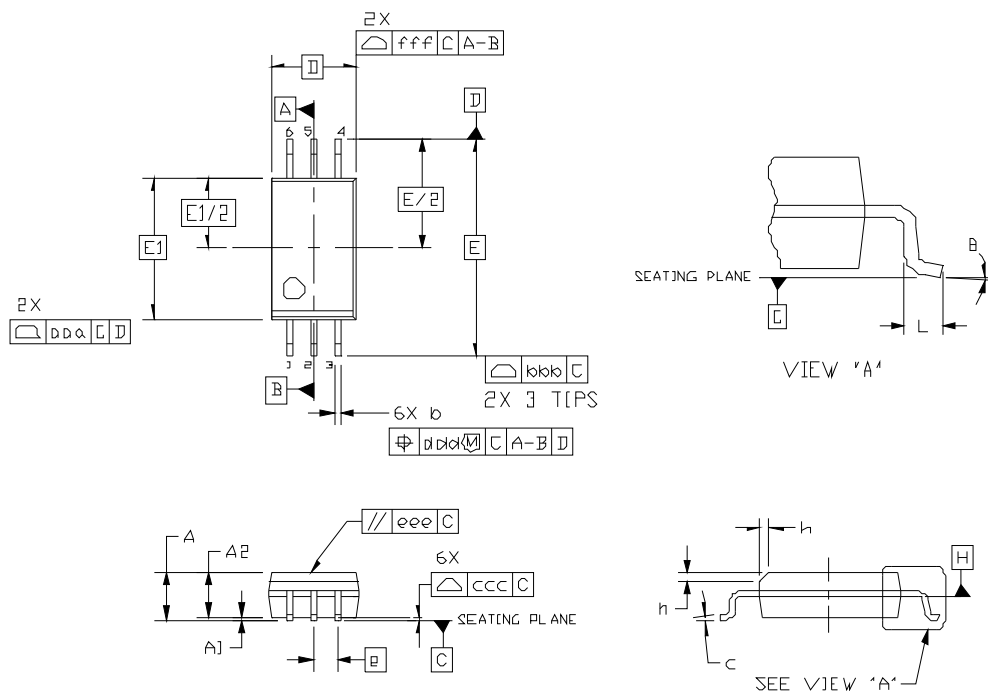 2X
fff C A-B
D
A
D
6 5 4
E/2
E1/2
E1
E
B
SEATING PLANE
C
L
VIEW "A"
2X
aaa C D
1 2 3
bbb C
2X 3 TIPS
B
6X b
ddd M C A-B D
// eee C
h
A
A2
6X
ccc C
H
h
SEATING PLANE
A1
e
C
c
SEE VIEW "A"